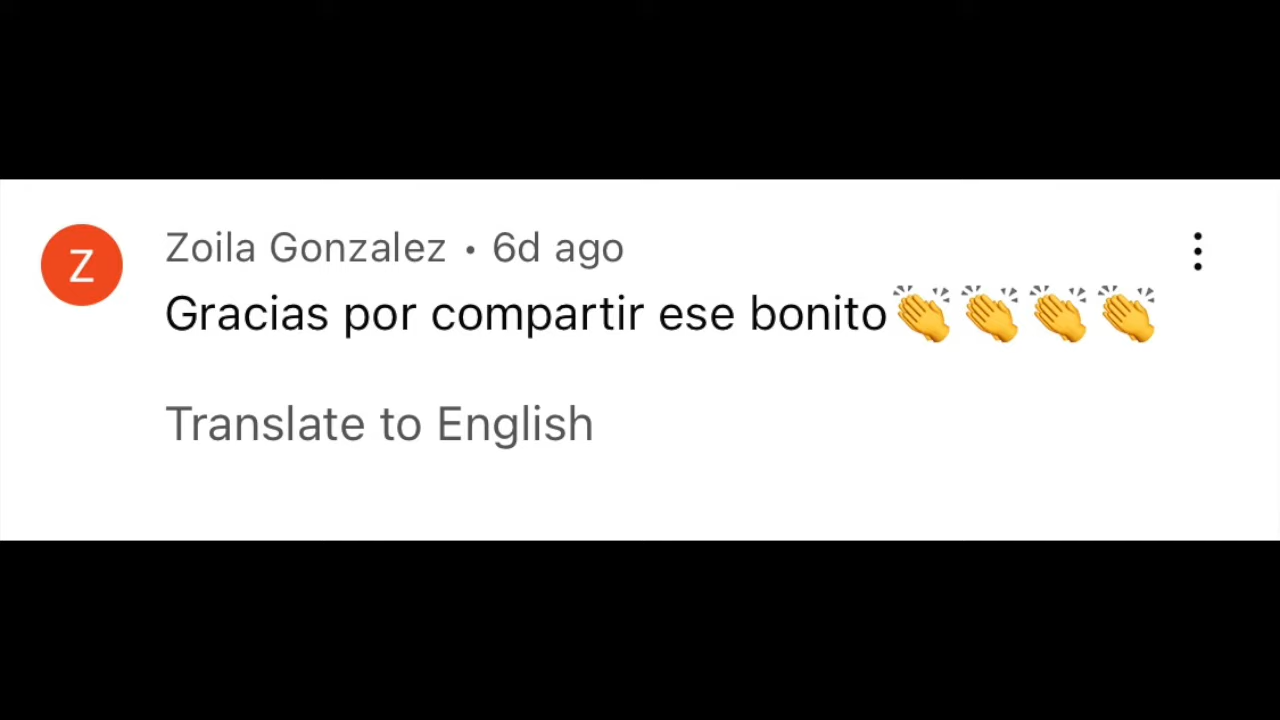 Z
Zoila Gonzalez • 6d ago
Gracias por compartir ese bonito👏👏👏👏
Translate to English